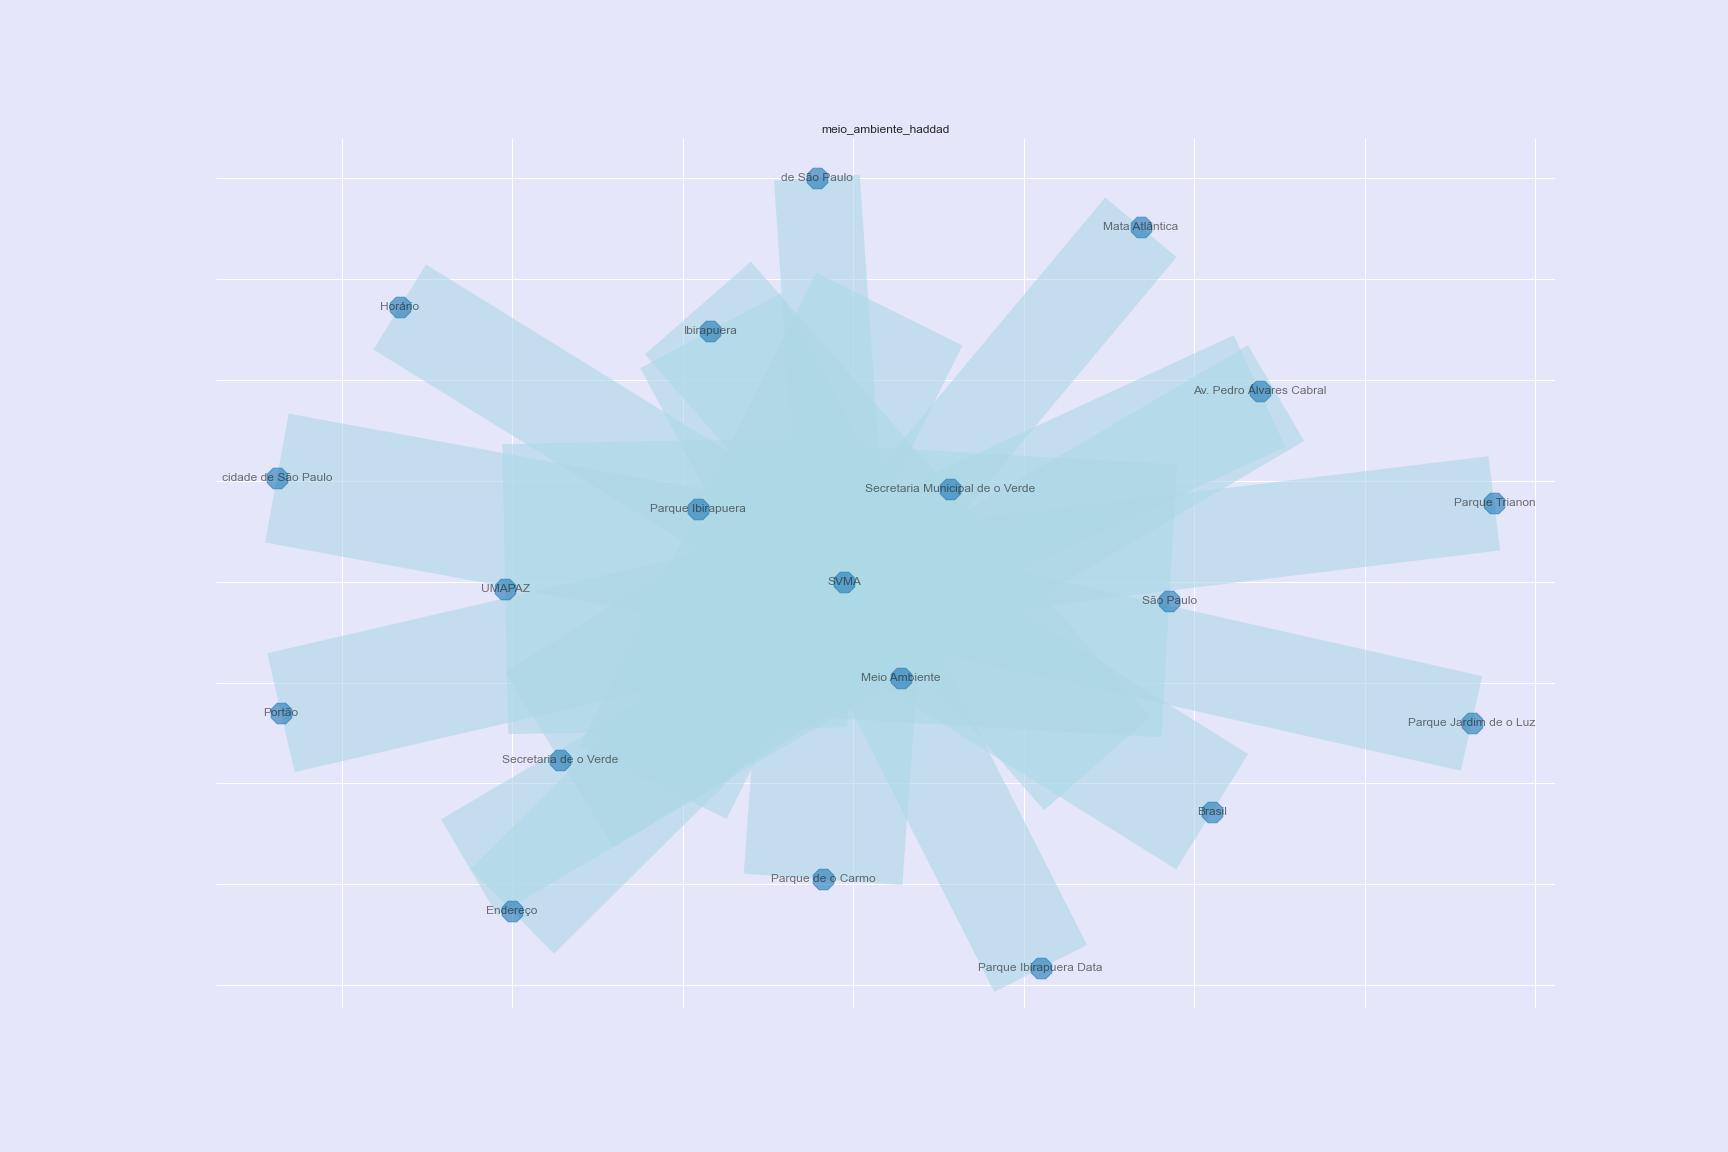 meio_ambiente_haddad
de São Paulo
Mata Atlântica
Horário
Ibirapuera
Av. Pedro Álvares Cabral
cidade de São Paulo
Secretaria Municipal de o Verde
Parque Trianon
Parque Ibirapuera
SVMA
UMAPAZ
São Paulo
Meio Ambiente
Portão
Parque Jardim de o Luz
Secretaria de o Verde
Brasil
Parque de o Carmo
Endereço
Parque Ibirapuera Data